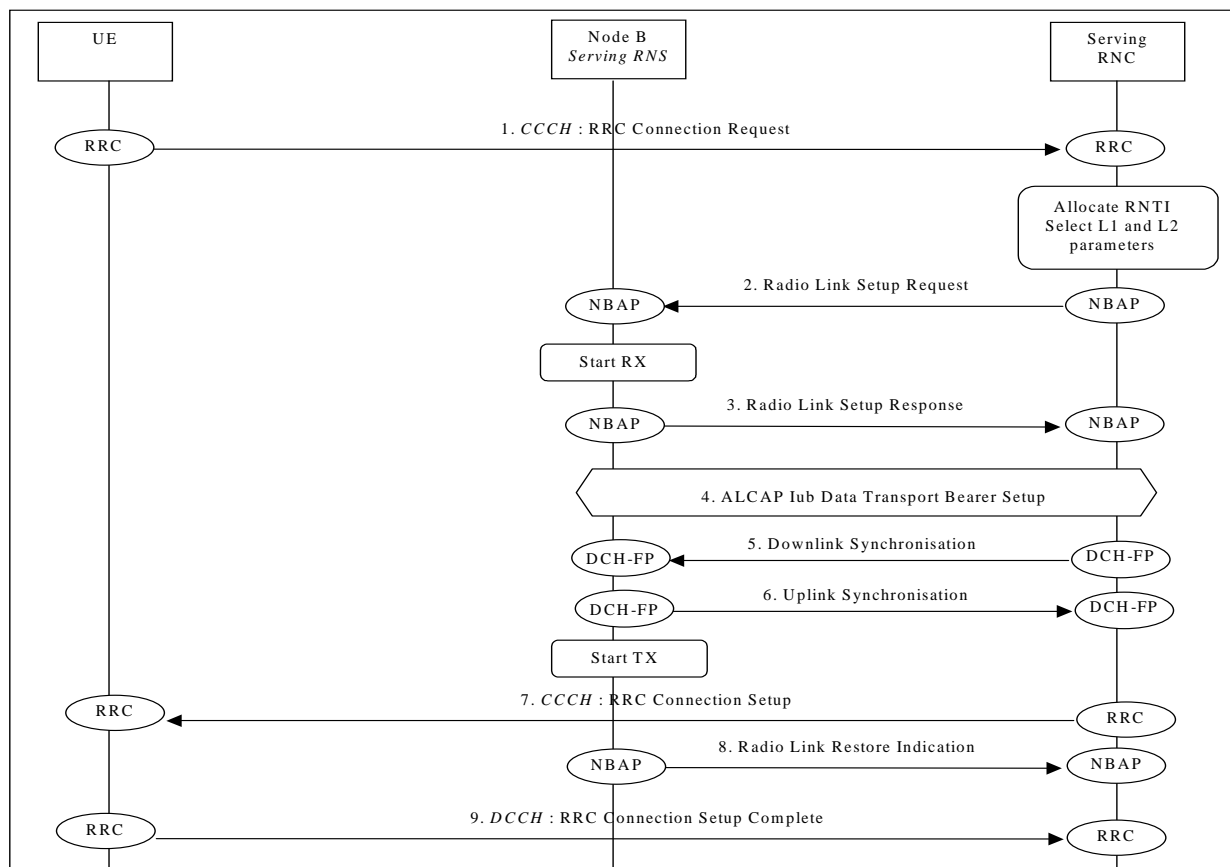 UE
Node B
Serving RNS
Serving
RNC
1. CCCH : RRC Connection Request
RRC
RRC
Allocate RNTI
Select L1 and L2
parameters
2. Radio Link Setup Request
NBAP
NBAP
Start RX
3. Radio Link Setup Response
NBAP
NBAP
4. ALCAP Iub Data Transport Bearer Setup
5. Downlink Synchronisation
DCH-FP
DCH-FP
6. Uplink Synchronisation
DCH-FP
DCH-FP
Start TX
7. CCCH : RRC Connection Setup
RRC
RRC
8. Radio Link Restore Indication
NBAP
NBAP
9. DCCH : RRC Connection Setup Complete
RRC
RRC